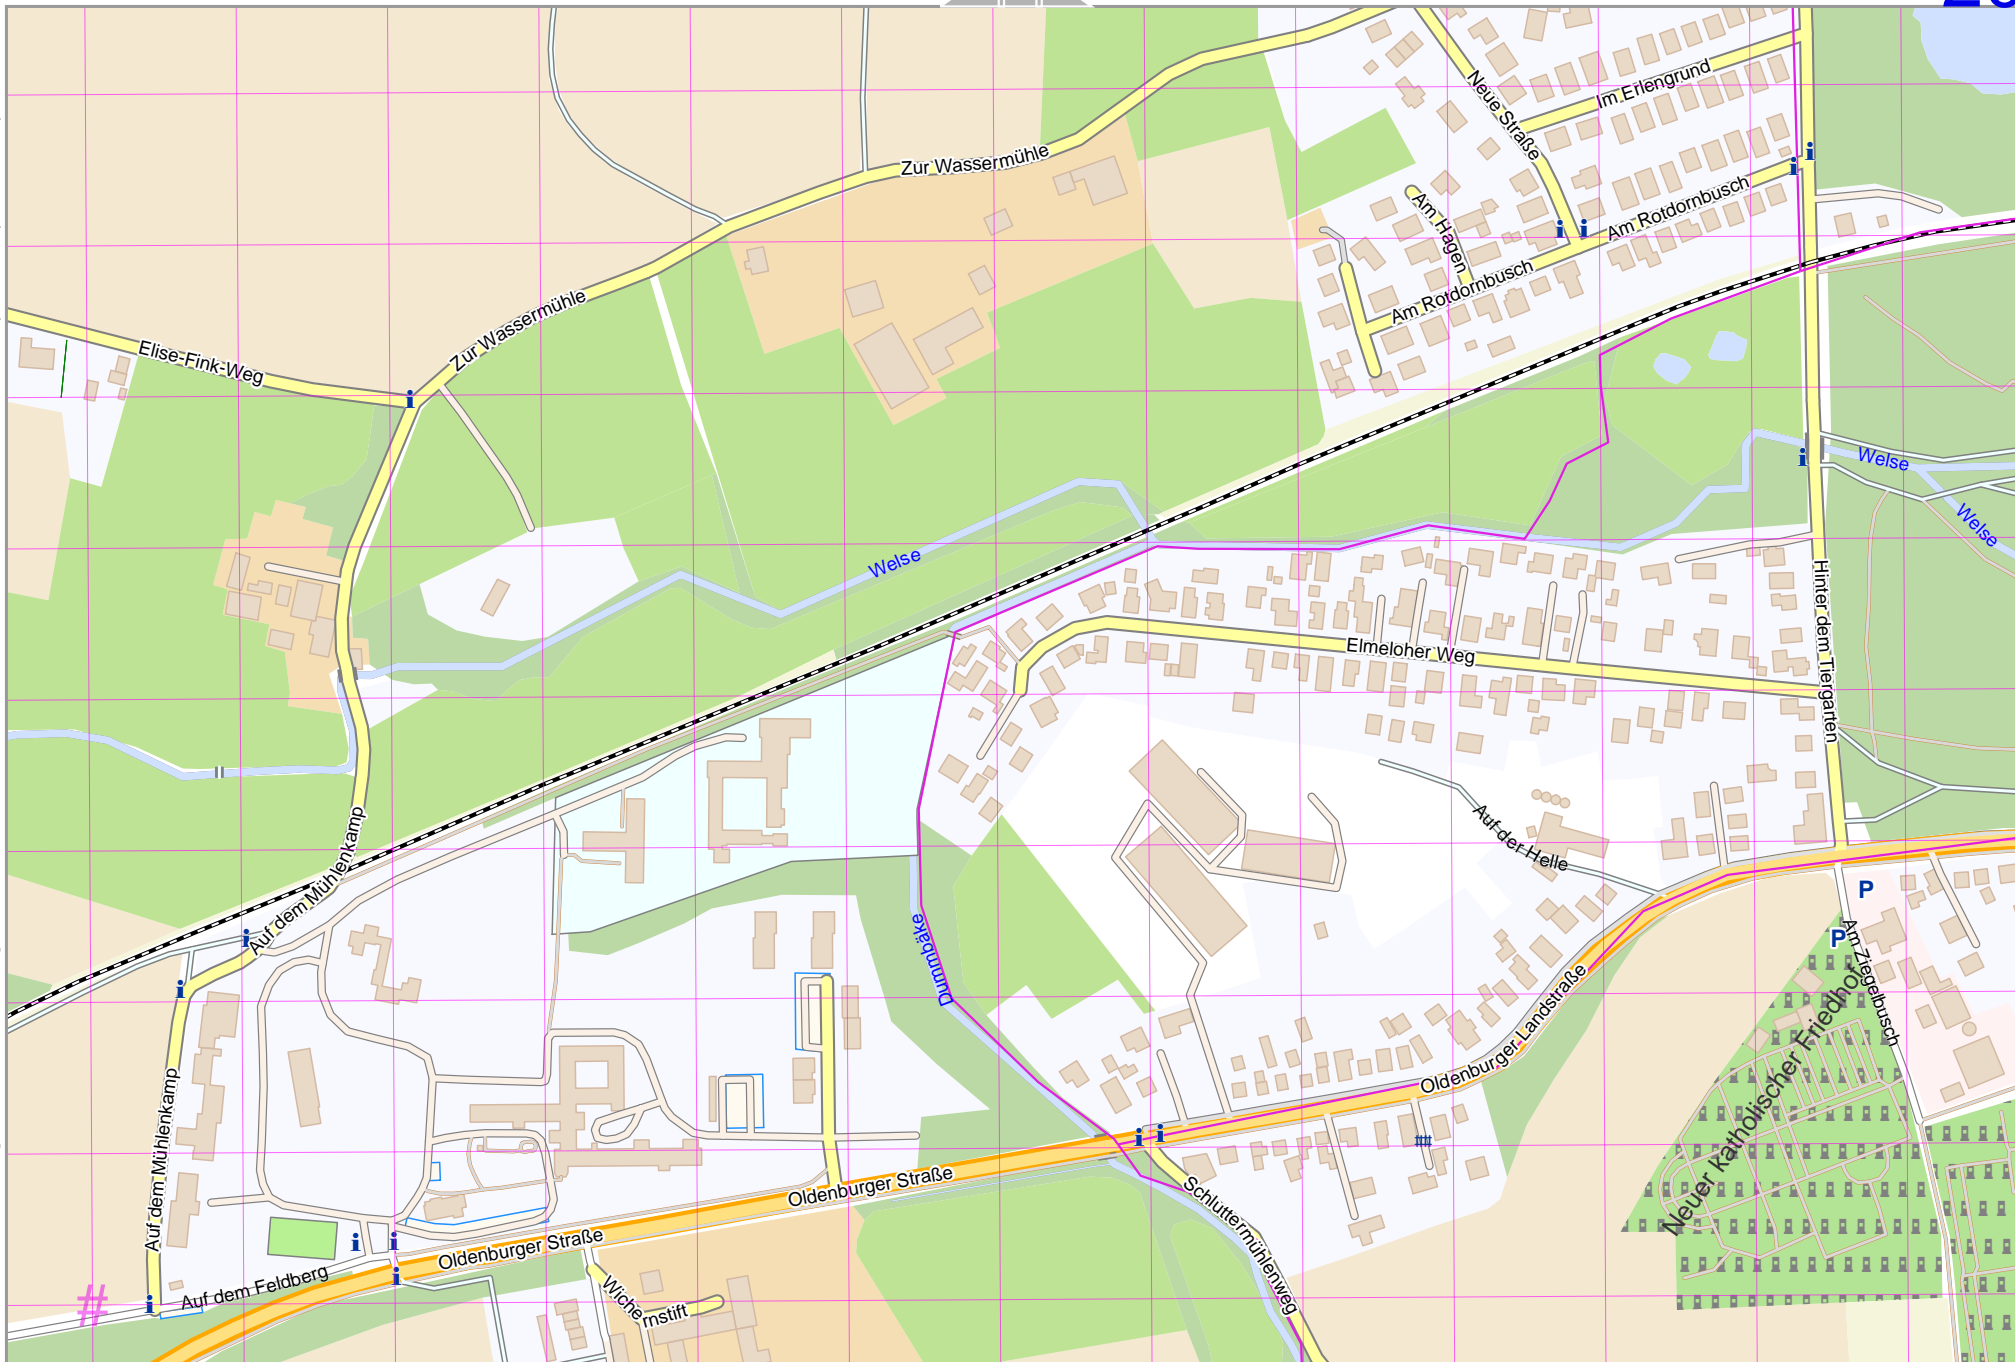 Neue Straße
Im Erlengrund
Zur Wassermühle
Am Rotdornbusch
Am Hagen
Am Rotdornbusch
Zur Wassermühle
Elise-Fink-Weg
Welse
Welse
Welse
Hinter dem Tiergarten
Elmeloher Weg
Auf dem Mühlenkamp
Auf der Helle
P
P
Am Ziegelbusch
Dummbäke
Oldenburger Landstraße
Neuer katholischer Friedhof
Auf dem Mühlenkamp
Oldenburger Straße
Schluttermühlenweg
Oldenburger Straße
Auf dem Feldberg
Wichernstift
#